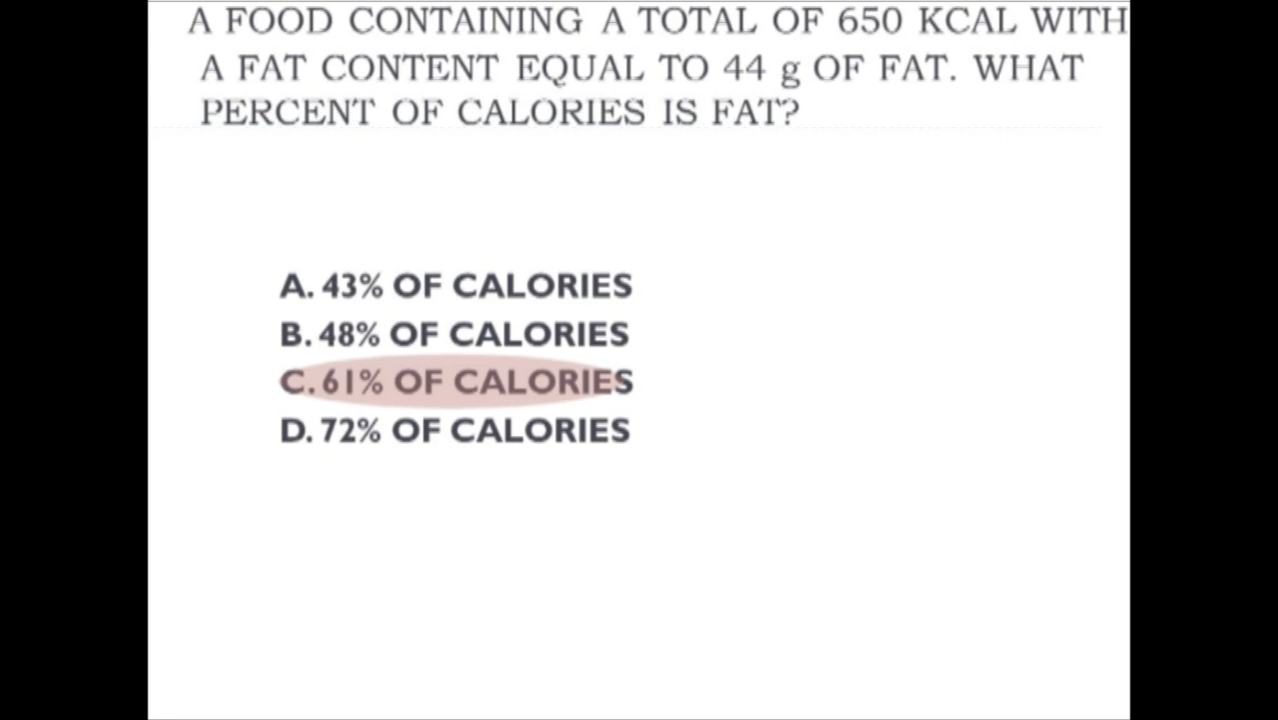 A FOOD CONTAINING A TOTAL OF 650 KCAL WITH
A FAT CONTENT EQUAL TO 44 g OF FAT. WHAT
PERCENT OF CALORIES IS FAT?
A. 43% OF CALORIES
B. 48% OF CALORIES
C. 61% OF CALORIES
D. 72% OF CALORIES